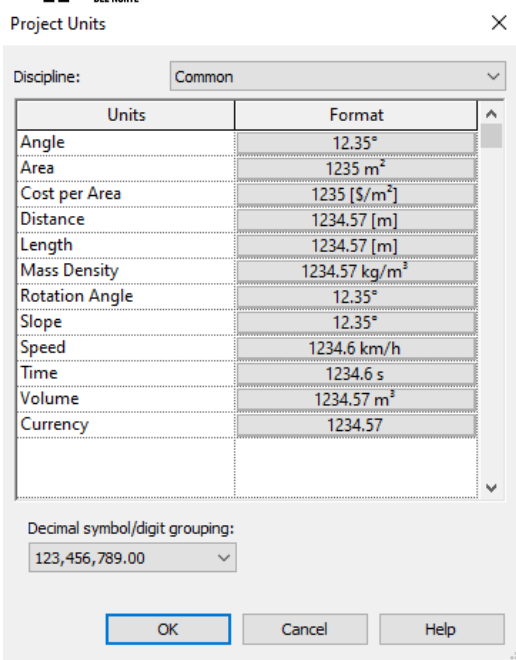 DEL NORTE
Project Units
Discipline: Common
Units Format
Angle 12.35°
Area 1235 m²
Cost per Area 1235 [$/m²]
Distance 1234.57 [m]
Length 1234.57 [m]
Mass Density 1234.57 kg/m³
Rotation Angle 12.35°
Slope 12.35°
Speed 1234.6 km/h
Time 1234.6 s
Volume 1234.57 m³
Currency 1234.57
Decimal symbol/digit grouping:
123,456,789.00
OK Cancel Help